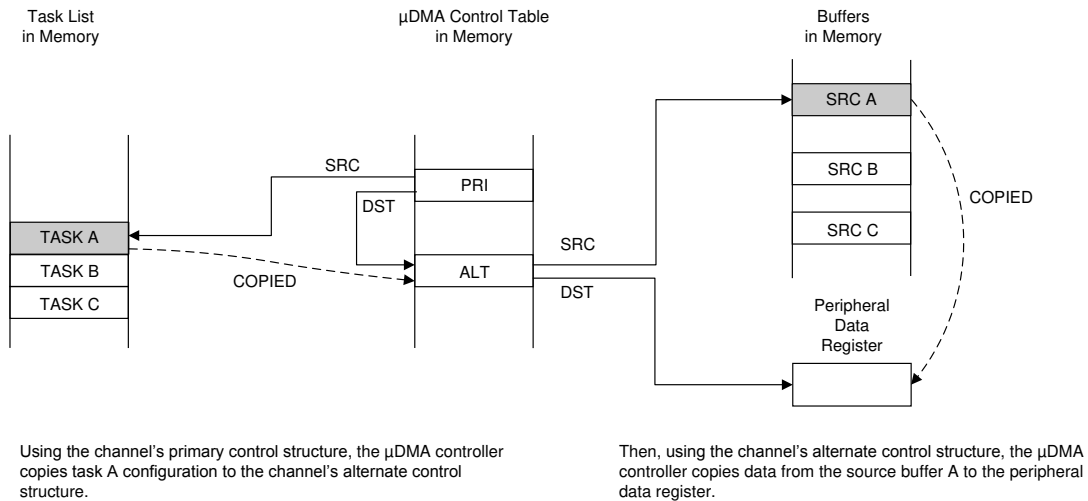 Task List
in Memory
µDMA Control Table
in Memory
Buffers
in Memory
SRC A
SRC B
SRC C
SRC
PRI
DST
COPIED
TASK A
TASK B
TASK C
COPIED
ALT
SRC
DST
Peripheral
Data
Register
Using the channel's primary control structure, the µDMA controller
copies task A configuration to the channel's alternate control
structure.
Then, using the channel's alternate control structure, the µDMA
controller copies data from the source buffer A to the peripheral
data register.